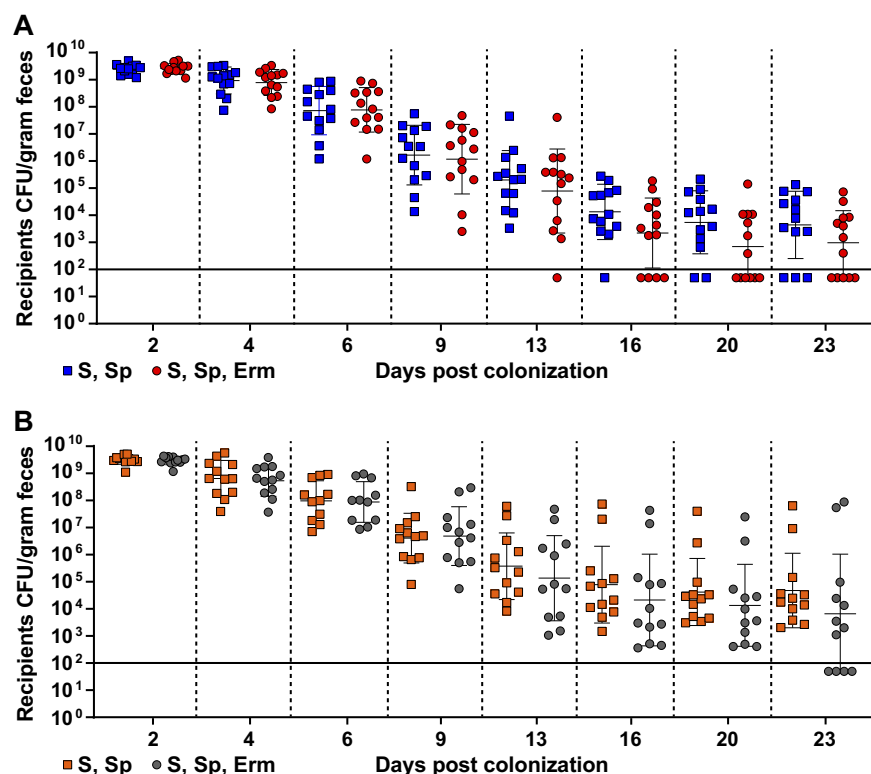 A
Recipients CFU/gram feces
10^10
10^9
10^8
10^7
10^6
10^5
10^4
10^3
10^2
10^1
10^0
2 4 6 9 13 16 20 23
S, Sp S, Sp, Erm Days post colonization
B
Recipients CFU/gram feces
10^10
10^9
10^8
10^7
10^6
10^5
10^4
10^3
10^2
10^1
10^0
2 4 6 9 13 16 20 23
S, Sp S, Sp, Erm Days post colonization